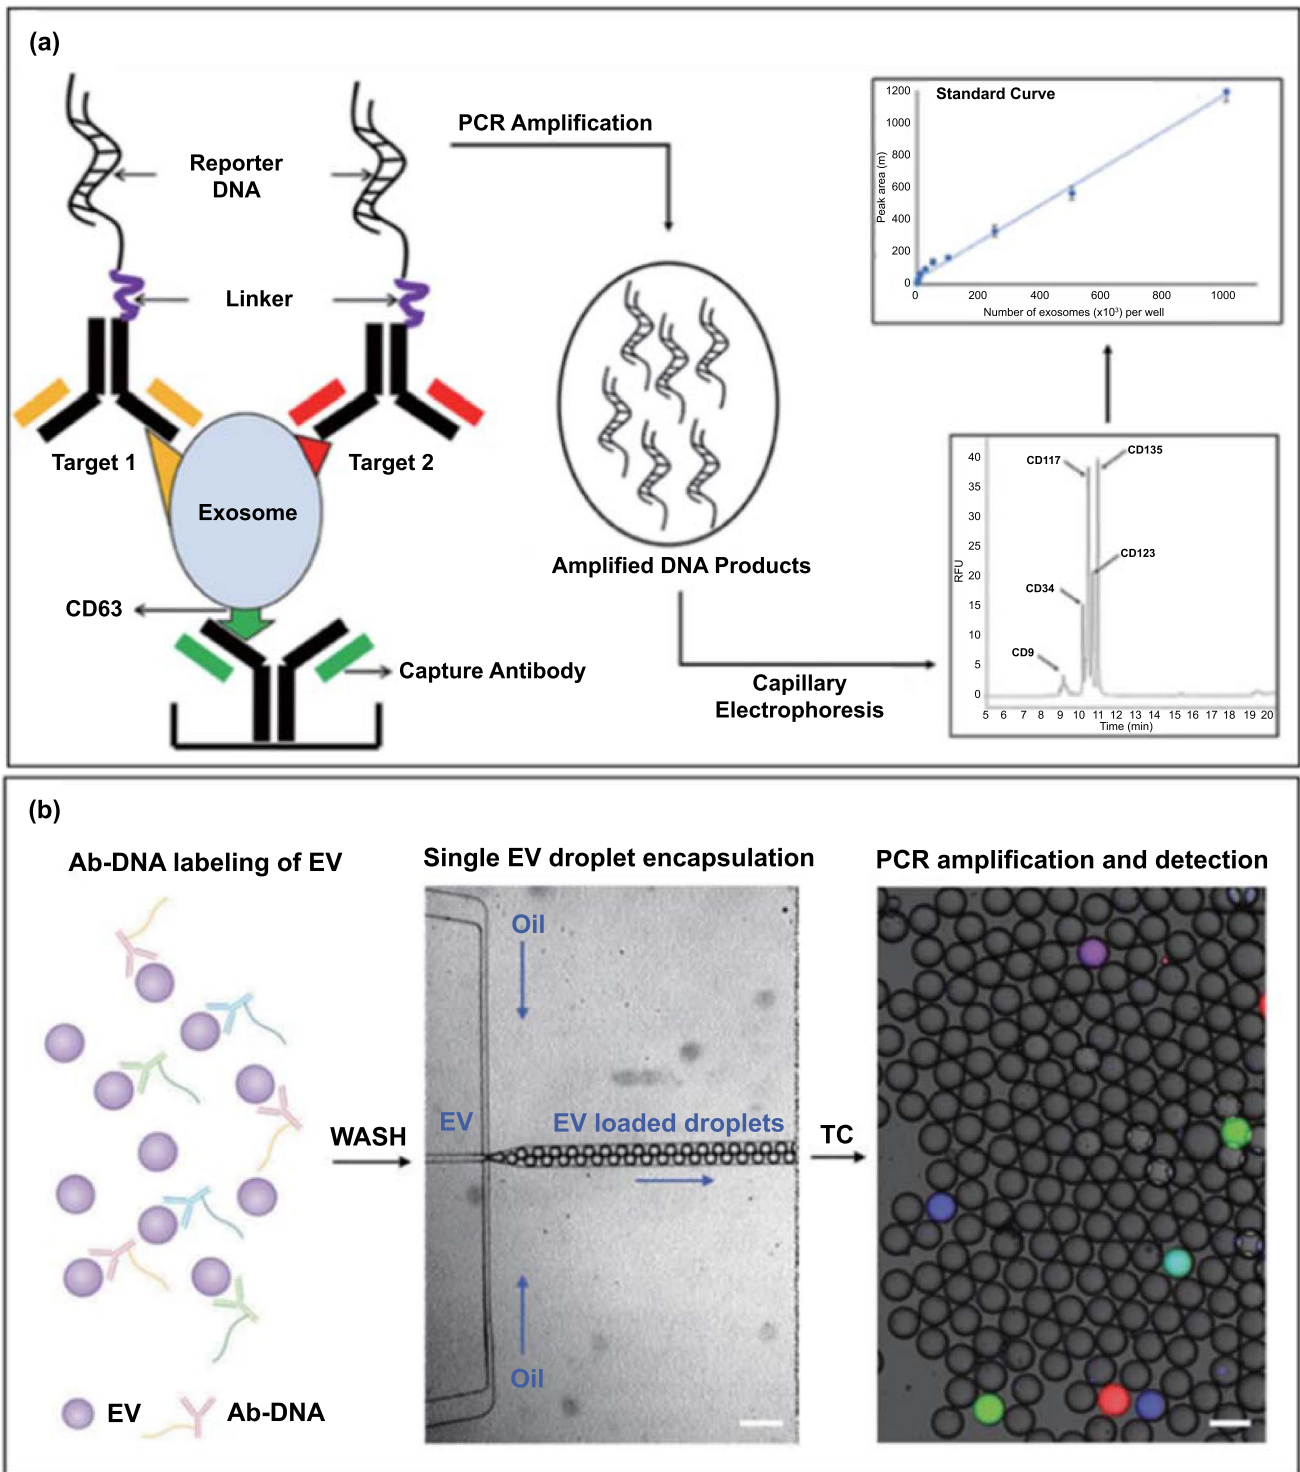 (a)
Reporter
DNA
Linker
Target 1
Target 2
Exosome
CD63
Capture Antibody
PCR Amplification
Amplified DNA Products
Capillary
Electrophoresis
Standard Curve
Peak area (m)
1200
1000
800
600
400
200
0
0 200 400 600 800 1000
Number of exosomes (x10³) per well
RFU
40
35
30
25
20
15
10
5
0
CD117
CD135
CD123
CD34
CD9
5 6 7 8 9 10 11 12 13 14 15 16 17 18 19 20
Time (min)
(b)
Ab-DNA labeling of EV
EV
Ab-DNA
WASH
Single EV droplet encapsulation
Oil
EV
EV loaded droplets
Oil
TC
PCR amplification and detection